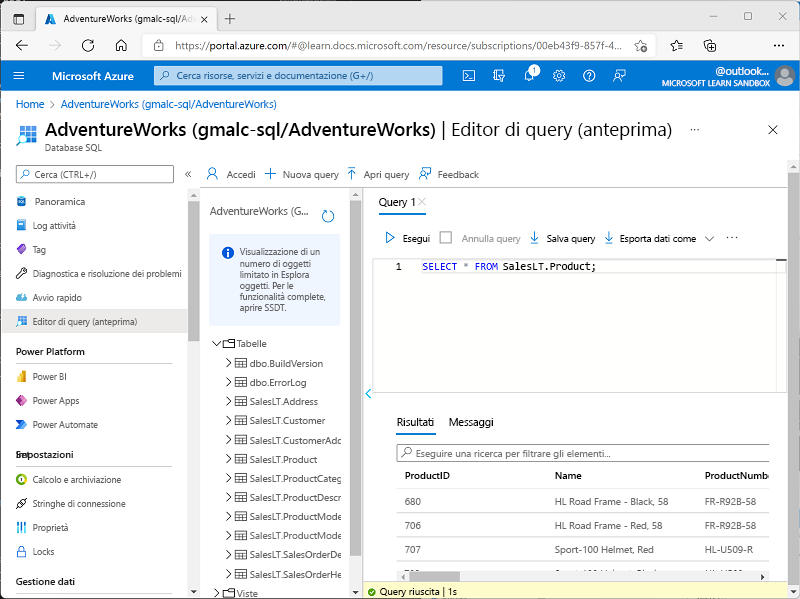 AdventureWorks (gmalc-sql/Adv
https://portal.azure.com/#@learn.docs.microsoft.com/resource/subscriptions/00eb43f9-857f-4...
Microsoft Azure
Cerca risorse, servizi e documentazione (G+/)
1
@outlook...
MICROSOFT LEARN SANDBOX
Home > AdventureWorks (gmalc-sql/AdventureWorks)
AdventureWorks (gmalc-sql/AdventureWorks) | Editor di query (anteprima) ...
Database SQL
Cerca (CTRL+/)
«
Accedi
Nuova query
Apri query
Feedback
Panoramica
Log attività
Tag
Diagnostica e risoluzione dei problemi
Avvio rapido
Editor di query (anteprima)
Power Platform
Power BI
Power Apps
Power Automate
Impostazioni
Calcolo e archiviazione
Stringhe di connessione
Proprietà
Locks
Gestione dati
AdventureWorks (G...
Visualizzazione di un
numero di oggetti
limitato in Esplora
oggetti. Per le
funzionalità complete,
aprire SSDT.
Tabelle
dbo.BuildVersion
dbo.ErrorLog
SalesLT.Address
SalesLT.Customer
SalesLT.CustomerAdd
SalesLT.Product
SalesLT.ProductCateg
SalesLT.ProductDescr
SalesLT.ProductMode
SalesLT.ProductMode
SalesLT.SalesOrderDe
SalesLT.SalesOrderHe
Viste
Query 1
Esegui
Annulla query
Salva query
Esporta dati come
...
1 SELECT * FROM SalesLT.Product;
Risultati
Messaggi
Eseguire una ricerca per filtrare gli elementi...
ProductID Name ProductNumbe
680 HL Road Frame - Black, 58 FR-R92B-58
706 HL Road Frame - Red, 58 FR-R92B-58
707 Sport-100 Helmet, Red HL-U509-R
Query riuscita | 1s